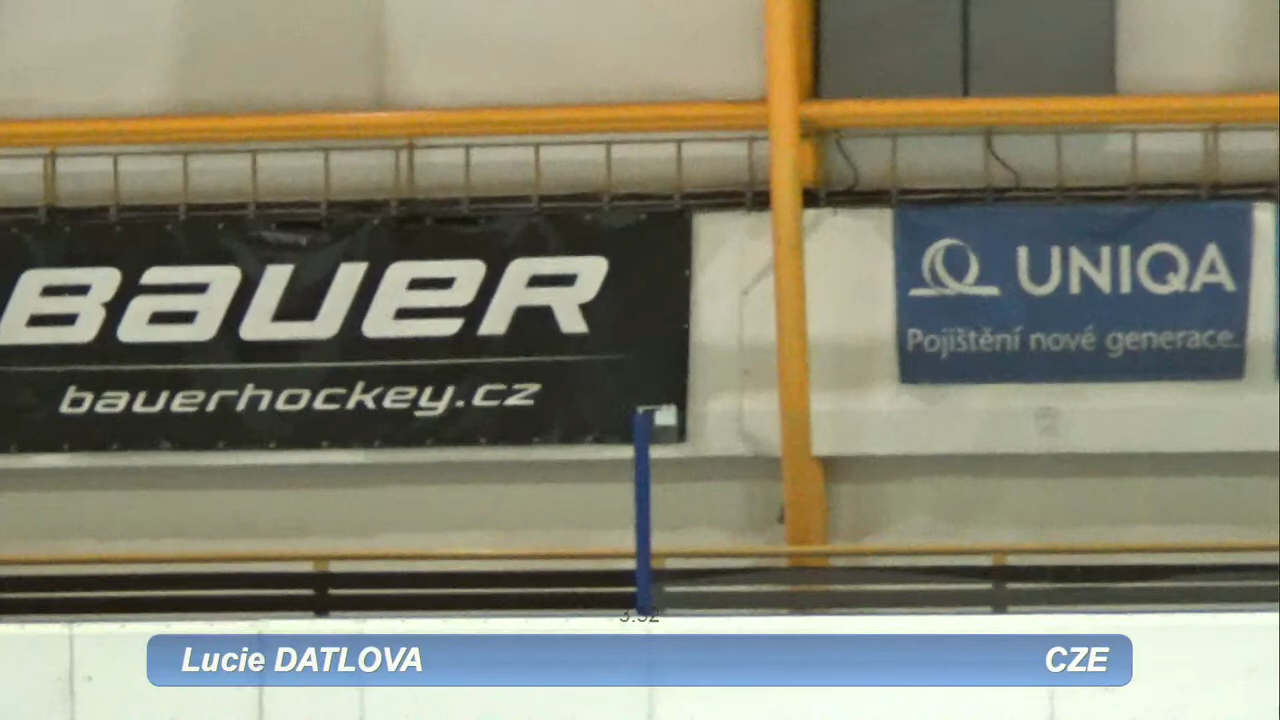 BAUER
bauerhockey.cz
UNIQA
Pojištění nové generace.
Lucie DATLOVA CZE